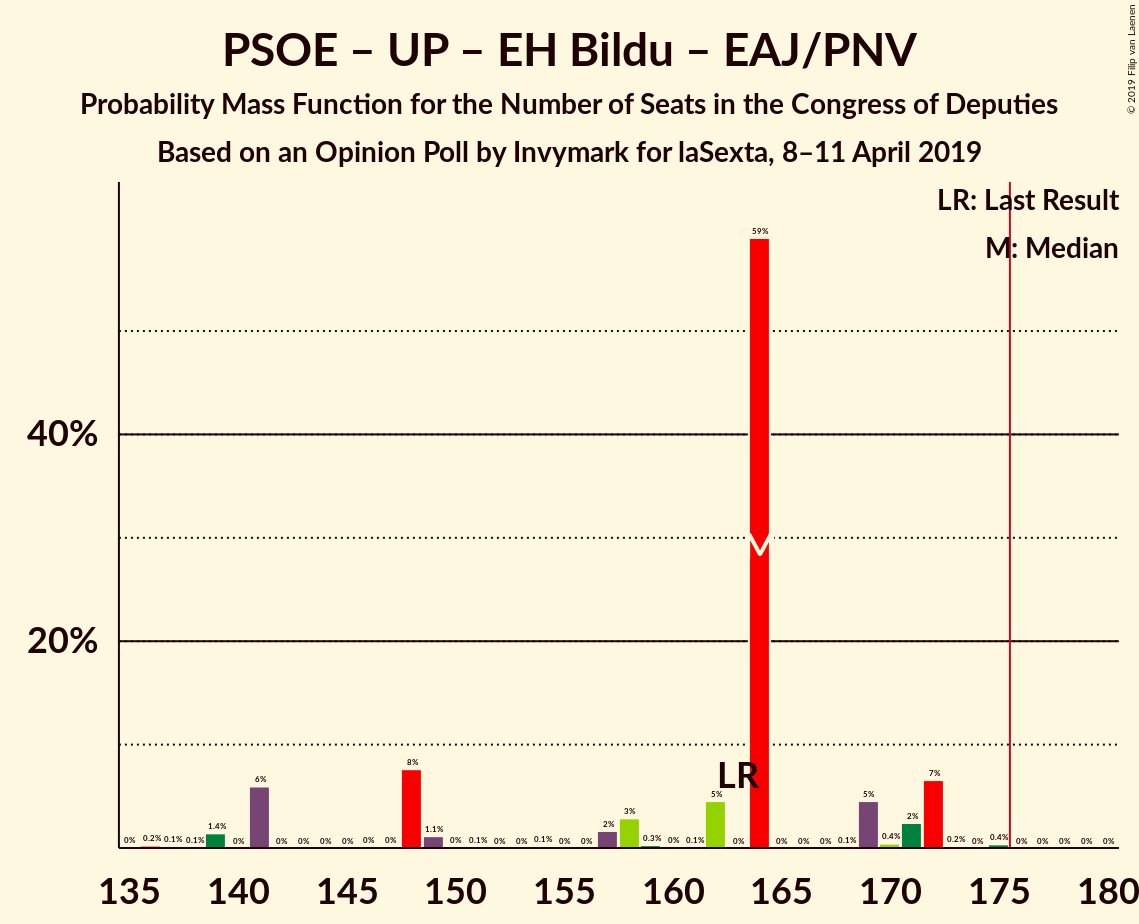 PSOE – UP – EH Bildu – EAJ/PNV
Probability Mass Function for the Number of Seats in the Congress of Deputies
Based on an Opinion Poll by Invymark for laSexta, 8–11 April 2019
© 2019 Filip van Laenen
LR: Last Result
M: Median
40%
20%
0% 0.2% 0.1% 0.1% 1.4% 0% 6% 0% 0% 0% 0% 0% 0% 8% 1.1% 0% 0.1% 0% 0% 0.1% 0% 0% 2% 3% 0.3% 0% 0.1% 5% 0% 59% 0% 0% 0% 0.1% 5% 0.4% 2% 7% 0.2% 0% 0.4% 0% 0% 0% 0% 0%
LR
M
135 140 145 150 155 160 165 170 175 180